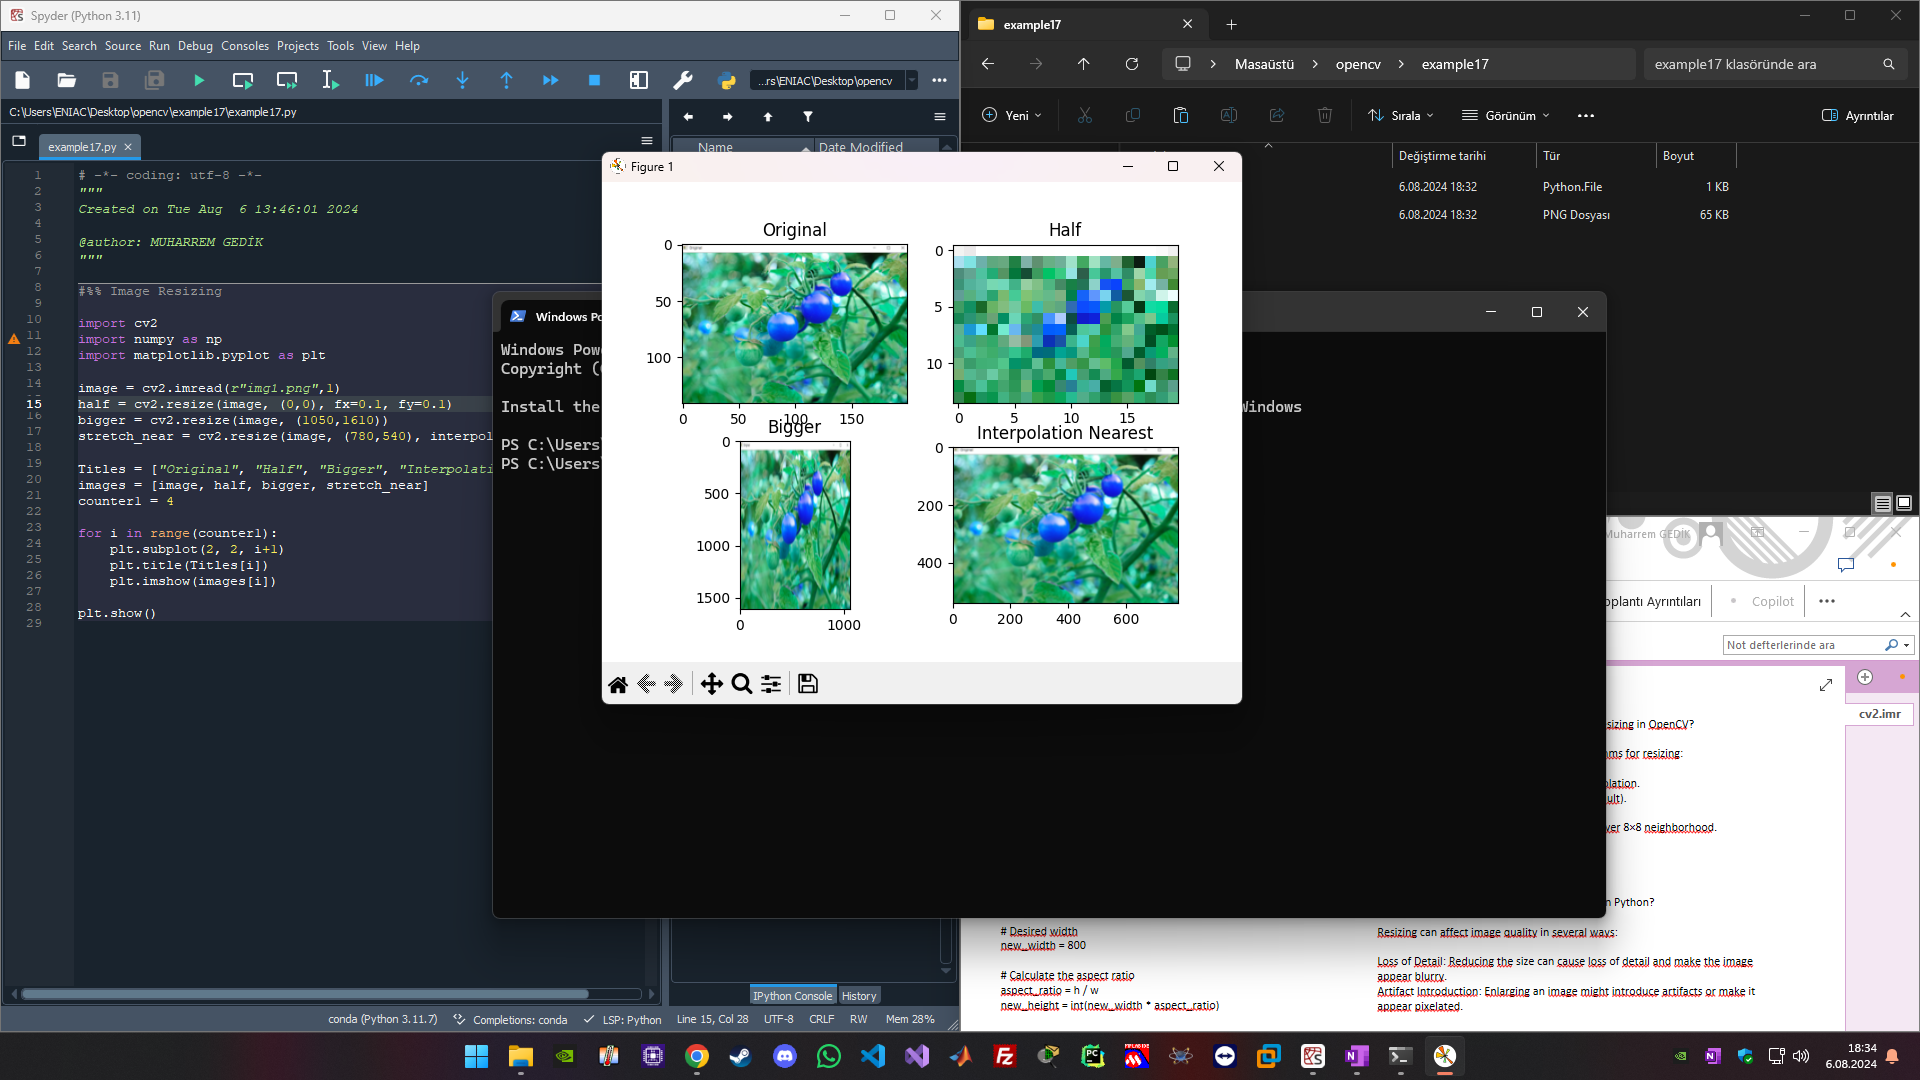 Spyder (Python 3.11)
File Edit Search Source Run Debug Consoles Projects Tools View Help
...rs\ENIAC\Desktop\opencv
C:\Users\ENIAC\Desktop\opencv\example17\example17.py
example17.py
Name
Date Modified
1 # -*- coding: utf-8 -*-
2 """
3 Created on Tue Aug  6 13:46:01 2024
4
5 @author: MUHARREM GEDİK
6 """
7
8 #%% Image Resizing
9
10 import cv2
11 import numpy as np
12 import matplotlib.pyplot as plt
13
14 image = cv2.imread(r"img1.png",1)
15 half = cv2.resize(image, (0,0), fx=0.1, fy=0.1)
16 bigger = cv2.resize(image, (1050,1610))
17 stretch_near = cv2.resize(image, (780,540), interpol
18
19 Titles = ["Original", "Half", "Bigger", "Interpolati
20 images = [image, half, bigger, stretch_near]
21 counter1 = 4
22
23 for i in range(counter1):
24     plt.subplot(2, 2, i+1)
25     plt.title(Titles[i])
26     plt.imshow(images[i])
27
28 plt.show()
29
IPython Console
History
conda (Python 3.11.7)
Completions: conda
LSP: Python
Line 15, Col 28
UTF-8
CRLF
RW
Mem 28%
example17
Masaüstü
opencv
example17
example17 klasöründe ara
Yeni
Sırala
Görünüm
Ayrıntılar
Değiştirme tarihi
Tür
Boyut
6.08.2024 18:32
Python.File
1 KB
6.08.2024 18:32
PNG Dosyası
65 KB
Windows Po
Windows Pow
Copyright (
Install the
Windows
PS C:\Users
PS C:\Users
Figure 1
Original
0
50
100
0 50 100 150
Half
0
5
10
0 5 10 15
Bigger
0
500
1000
1500
0 1000
Interpolation Nearest
0
200
400
0 200 400 600
Muharrem GEDİK
oplantı Ayrıntıları
Copilot
Not defterlerinde ara
cv2.imr
sizing in OpenCV?
ms for resizing:
lation.
ult).
ver 8×8 neighborhood.
n Python?
# Desired width
new_width = 800
# Calculate the aspect ratio
aspect_ratio = h / w
new_height = int(new_width * aspect_ratio)
Resizing can affect image quality in several ways:
Loss of Detail: Reducing the size can cause loss of detail and make the image
appear blurry.
Artifact Introduction: Enlarging an image might introduce artifacts or make it
appear pixelated.
18:34
6.08.2024